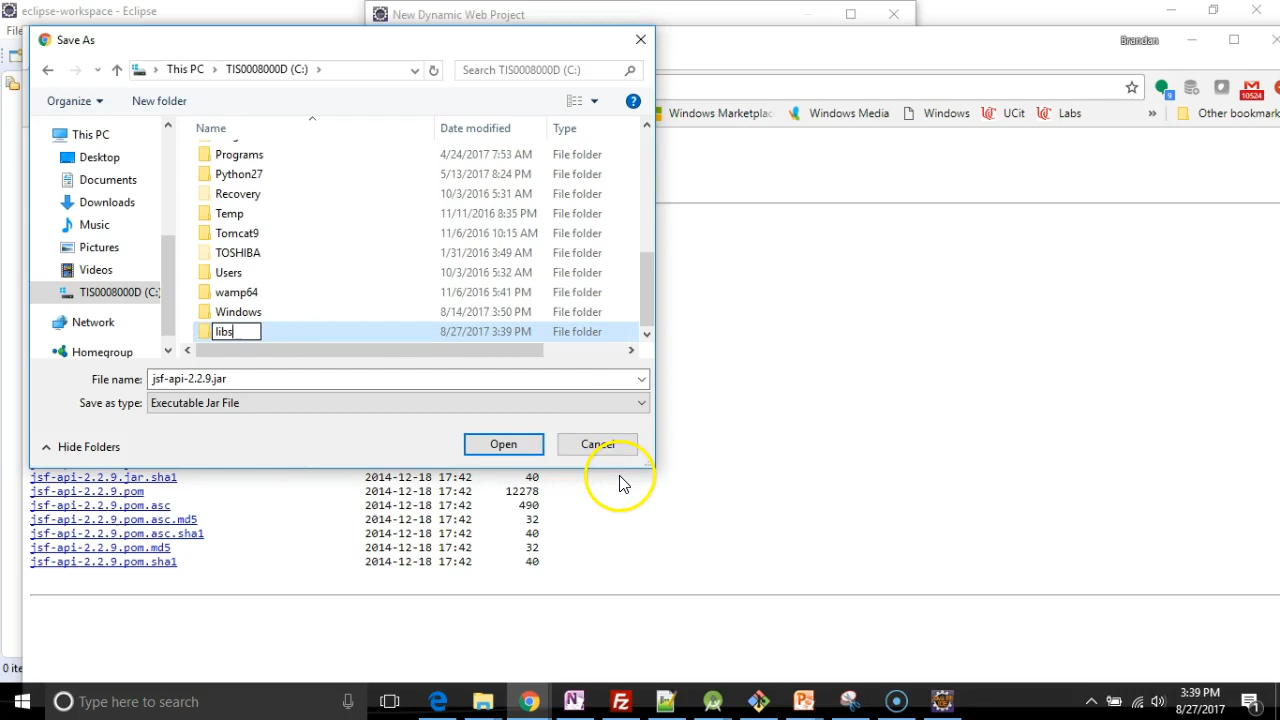 eclipse-workspace - Eclipse
New Dynamic Web Project
File
Save As
Brandan
This PC
TIS0008000D (C:)
Search TIS0008000D (C:)
Organize
New folder
9
10524
Windows Marketplac
Windows Media
Windows
UCit
Labs
»
Other bookmark
Name
Date modified
Type
This PC
Desktop
Documents
Downloads
Music
Pictures
Videos
TIS0008000D (C:
Network
Homegroup
Programs 4/24/2017 7:53 AM File folder
Python27 5/13/2017 8:24 PM File folder
Recovery 10/3/2016 5:31 AM File folder
Temp 11/11/2016 8:35 PM File folder
Tomcat9 11/6/2016 10:15 AM File folder
TOSHIBA 1/31/2016 3:49 AM File folder
Users 10/3/2016 5:32 AM File folder
wamp64 11/6/2016 5:41 PM File folder
Windows 8/14/2017 3:50 PM File folder
libs 8/27/2017 3:39 PM File folder
File name: jsf-api-2.2.9.jar
Save as type: Executable Jar File
Hide Folders
Open
Cancel
jsf-api-2.2.9.jar.sha1 2014-12-18 17:42 40
jsf-api-2.2.9.pom 2014-12-18 17:42 12278
jsf-api-2.2.9.pom.asc 2014-12-18 17:42 490
jsf-api-2.2.9.pom.asc.md5 2014-12-18 17:42 32
jsf-api-2.2.9.pom.asc.sha1 2014-12-18 17:42 40
jsf-api-2.2.9.pom.md5 2014-12-18 17:42 32
jsf-api-2.2.9.pom.sha1 2014-12-18 17:42 40
0 ite
Type here to search
3:39 PM
8/27/2017
1